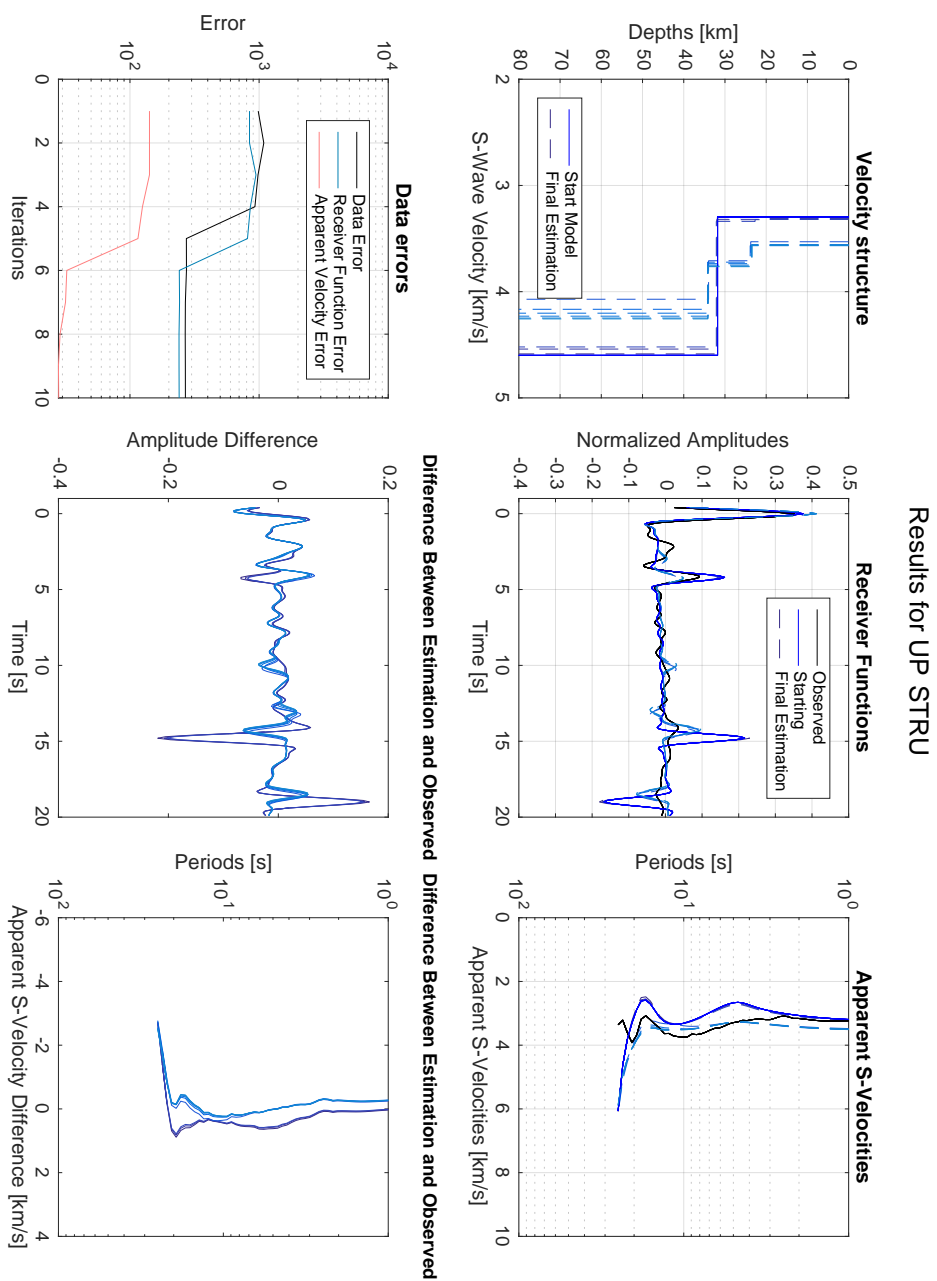 Results for UP STRU
Velocity structure
Depths [km]
0
10
20
30
40
50
60
70
80
2
3
4
5
S-Wave Velocity [km/s]
Start Model
Final Estimation
Receiver Functions
Normalized Amplitudes
0.5
0.4
0.3
0.2
0.1
0
-0.1
-0.2
-0.3
-0.4
0
5
10
15
20
Time [s]
Observed
Starting
Final Estimation
Apparent S-Velocities
Periods [s]
10^0
10^1
10^2
0
2
4
6
8
10
Apparent S-Velocities [km/s]
Data errors
Error
10^4
10^3
10^2
0
2
4
6
8
10
Iterations
Data Error
Receiver Function Error
Apparent Velocity Error
Difference Between Estimation and Observed
Amplitude Difference
0.2
0
-0.2
-0.4
0
5
10
15
20
Time [s]
Difference Between Estimation and Observed
Periods [s]
10^0
10^1
10^2
-6
-4
-2
0
2
4
Apparent S-Velocity Difference [km/s]